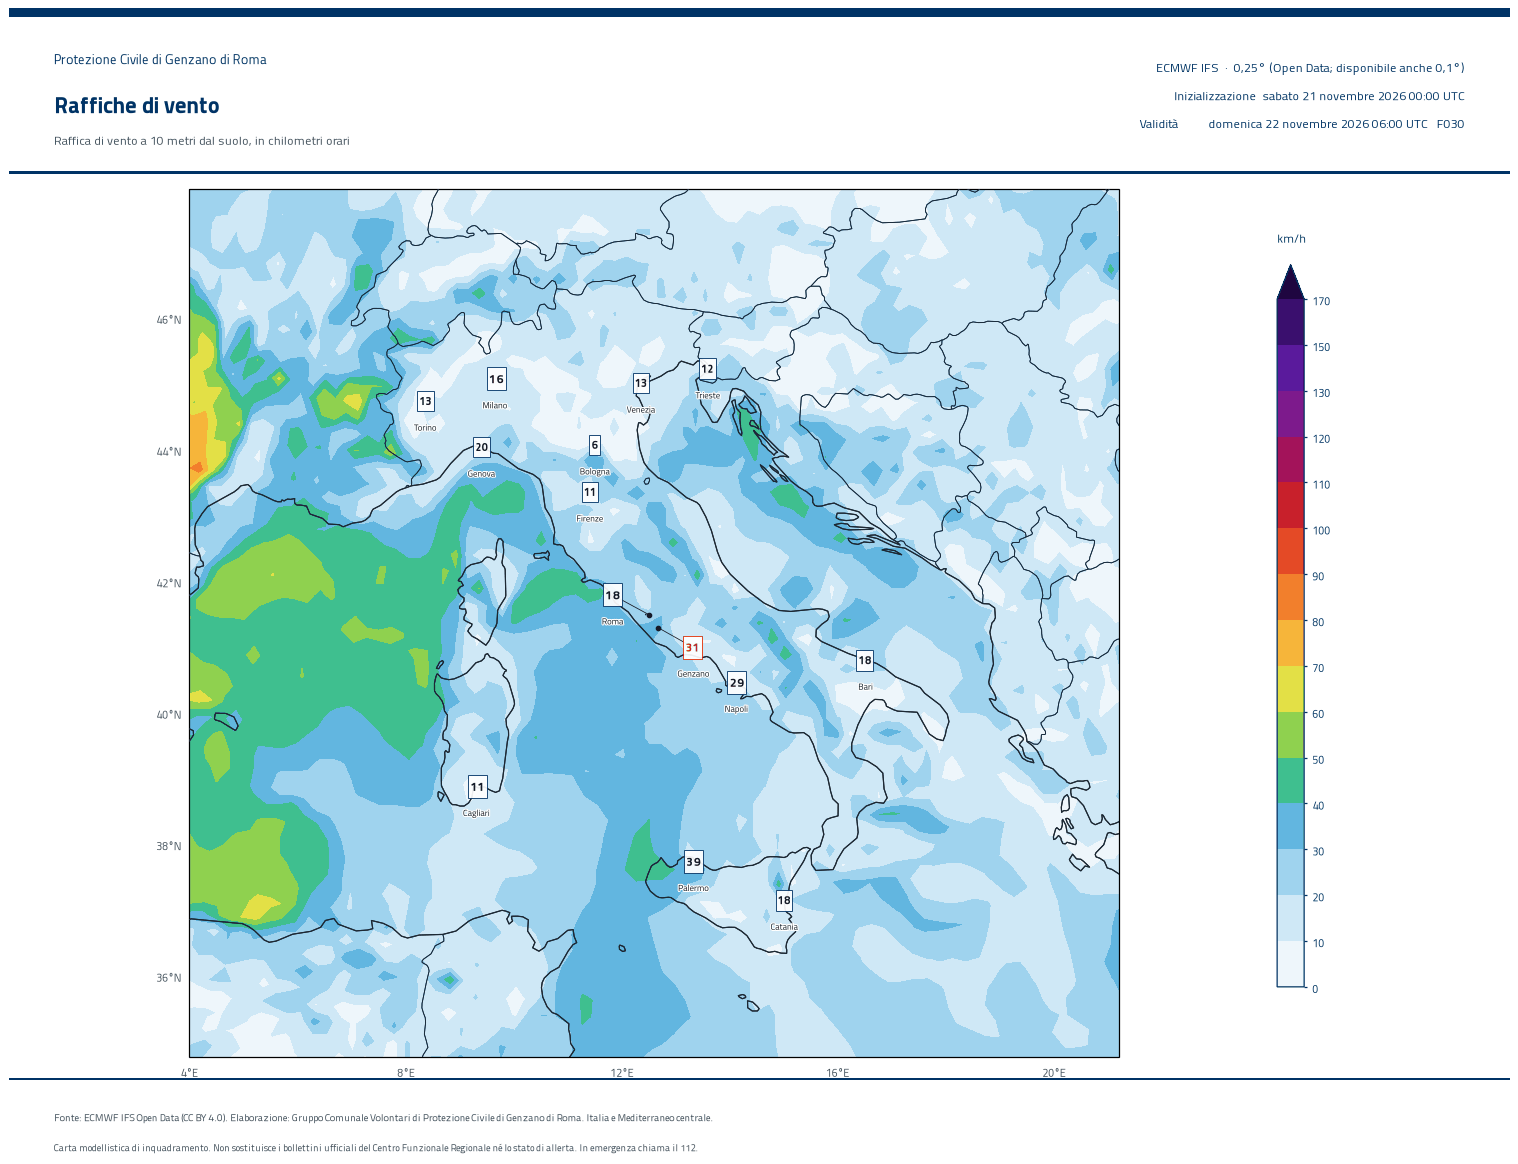 Protezione Civile di Genzano di Roma
Raffiche di vento
Raffica di vento a 10 metri dal suolo, in chilometri orari
ECMWF IFS · 0,25° (Open Data; disponibile anche 0,1°)
Inizializzazione sabato 21 novembre 2026 00:00 UTC
Validità domenica 22 novembre 2026 06:00 UTC F030
km/h
170
150
130
120
110
100
90
80
70
60
50
40
30
20
10
0
46°N
44°N
42°N
40°N
38°N
36°N
4°E
8°E
12°E
16°E
20°E
12
Trieste
16
Milano
13
Venezia
13
Torino
20
Genova
6
Bologna
11
Firenze
18
Roma
31
Genzano
18
Bari
29
Napoli
11
Cagliari
39
Palermo
18
Catania
Fonte: ECMWF IFS Open Data (CC BY 4.0). Elaborazione: Gruppo Comunale Volontari di Protezione Civile di Genzano di Roma. Italia e Mediterraneo centrale.
Carta modellistica di inquadramento. Non sostituisce i bollettini ufficiali del Centro Funzionale Regionale né lo stato di allerta. In emergenza chiama il 112.